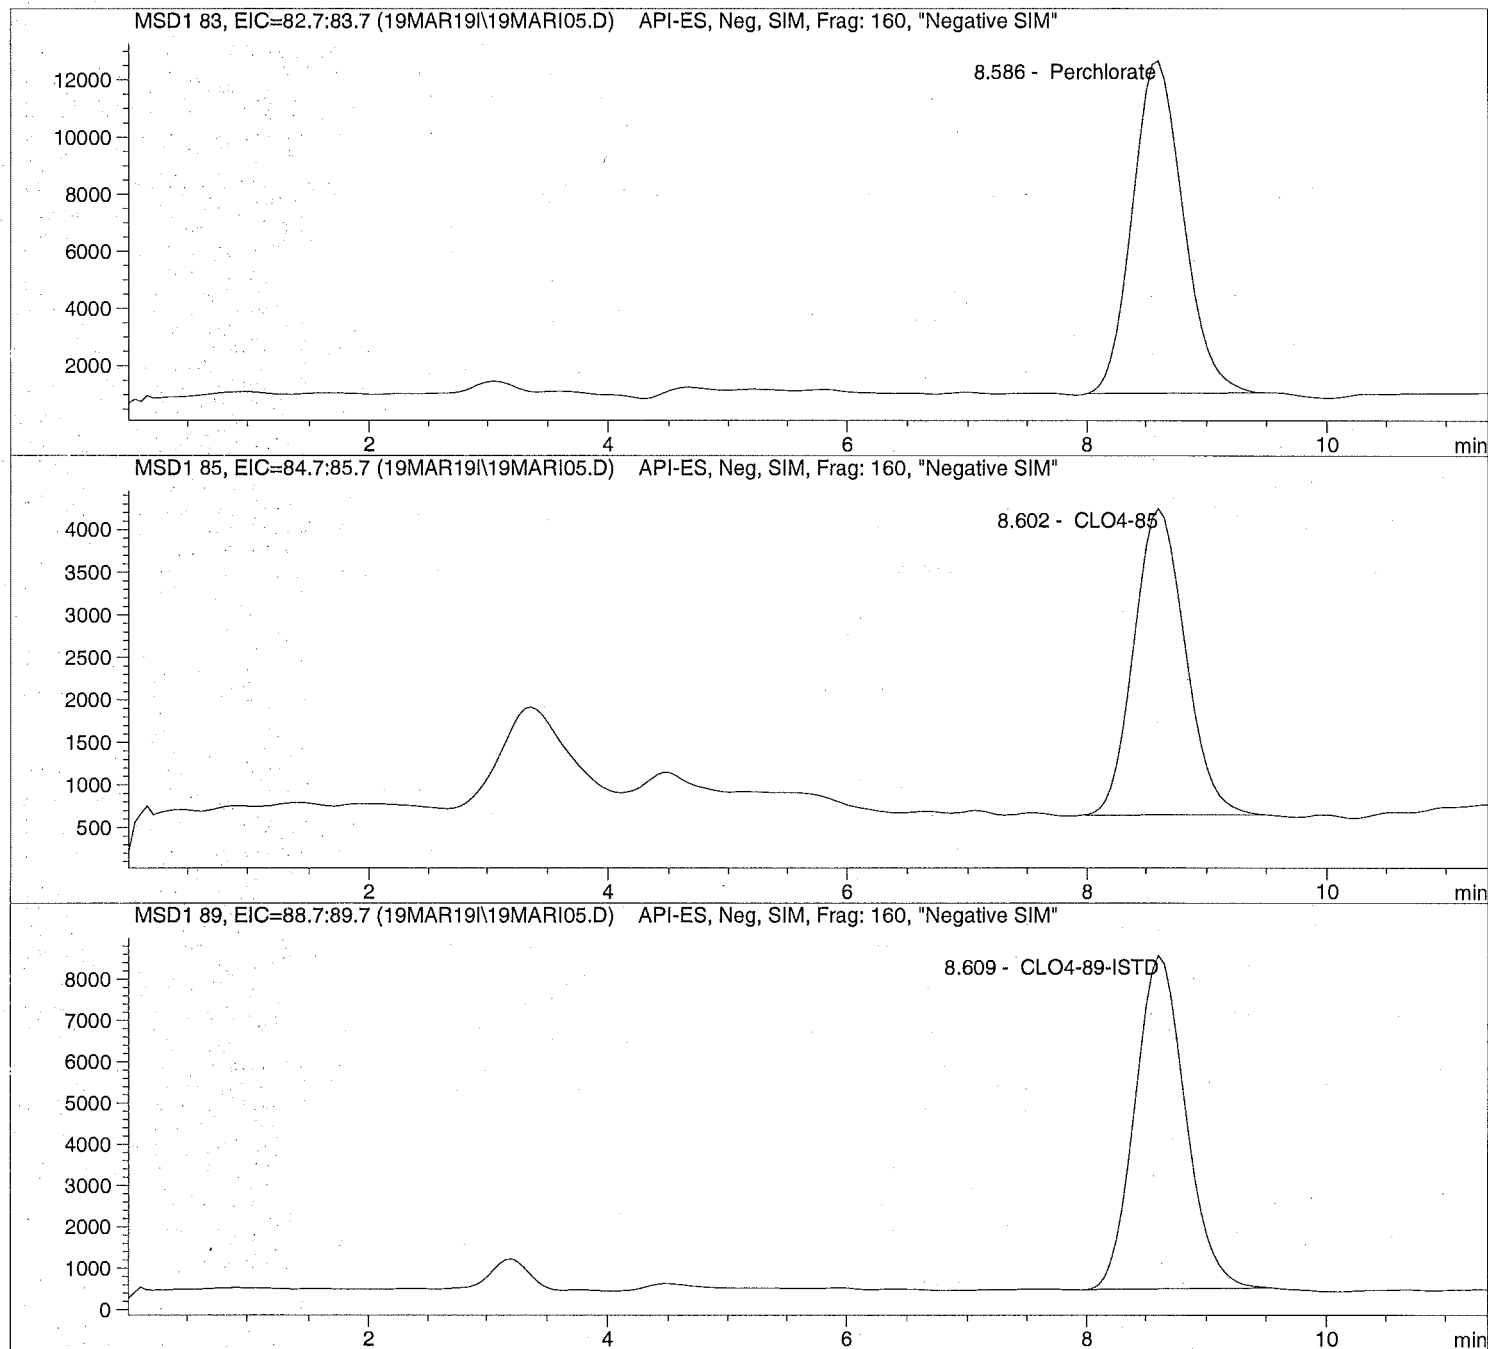 MSD1 83, EIC=82.7:83.7 (19MAR19I\19MARI05.D) API-ES, Neg, SIM, Frag: 160, "Negative SIM"
8.586 - Perchlorate
12000
10000
8000
6000
4000
2000
2 4 6 8 10 min
MSD1 85, EIC=84.7:85.7 (19MAR19I\19MARI05.D) API-ES, Neg, SIM, Frag: 160, "Negative SIM"
8.602 - CLO4-85
4000
3500
3000
2500
2000
1500
1000
500
2 4 6 8 10 min
MSD1 89, EIC=88.7:89.7 (19MAR19I\19MARI05.D) API-ES, Neg, SIM, Frag: 160, "Negative SIM"
8.609 - CLO4-89-ISTD
8000
7000
6000
5000
4000
3000
2000
1000
0
2 4 6 8 10 min